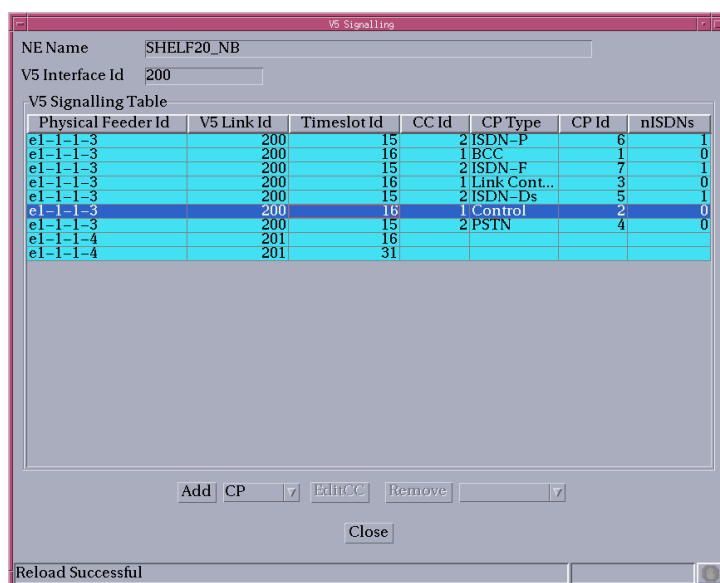 V5 Signalling
NE Name SHELF20_NB
V5 Interface Id 200
V5 Signalling Table
Physical Feeder Id V5 Link Id Timeslot Id CC Id CP Type CP Id nISDNs
e1-1-1-3 200 15 2 ISDN-P 6 1
e1-1-1-3 200 16 1 BCC 1 0
e1-1-1-3 200 15 2 ISDN-F 7 1
e1-1-1-3 200 16 1 Link Cont... 3 0
e1-1-1-3 200 15 2 ISDN-Ds 5 1
e1-1-1-3 200 16 1 Control 2 0
e1-1-1-3 200 15 2 PSTN 4 0
e1-1-1-4 201 16
e1-1-1-4 201 31
Add CP EditCC Remove
Close
Reload Successful